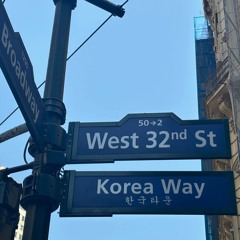 Broadway
50→2
West 32nd St
Korea Way
한국타운